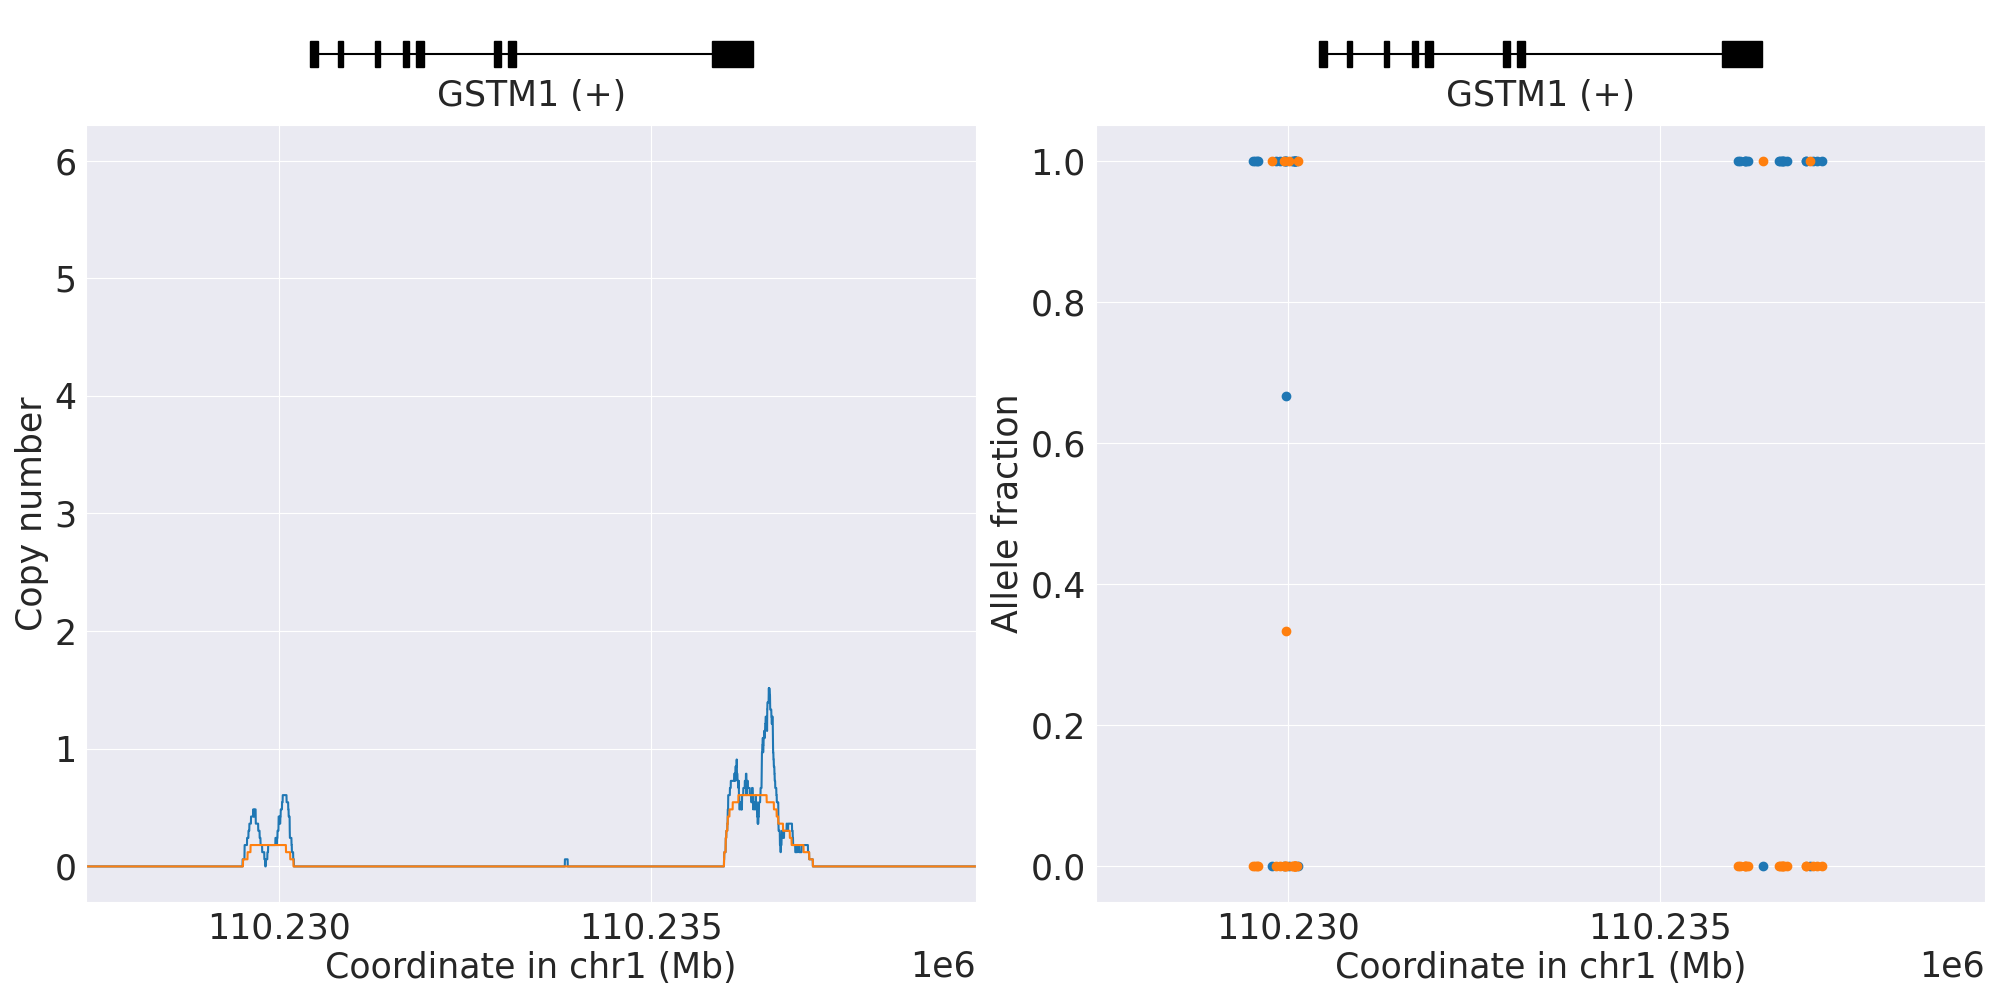 GSTM1 (+)
6
5
4
3
2
1
0
Copy number
110.230
110.235
Coordinate in chr1 (Mb)
1e6
GSTM1 (+)
1.0
0.8
0.6
0.4
0.2
0.0
Allele fraction
110.230
110.235
Coordinate in chr1 (Mb)
1e6